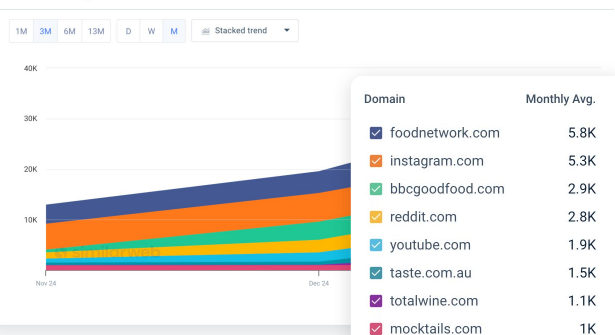 1M 3M 6M 13M D W M Stacked trend
40K
30K
20K
10K
similarweb
Nov 24 Dec 24
Domain Monthly Avg.
foodnetwork.com 5.8K
instagram.com 5.3K
bbcgoodfood.com 2.9K
reddit.com 2.8K
youtube.com 1.9K
taste.com.au 1.5K
totalwine.com 1.1K
mocktails.com 1K